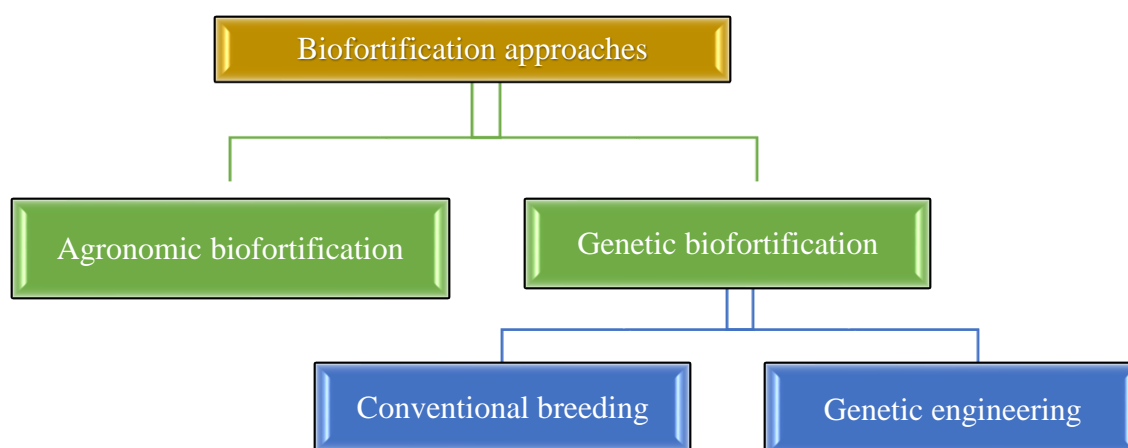 Biofortification approaches
Agronomic biofortification
Genetic biofortification
Conventional breeding
Genetic engineering